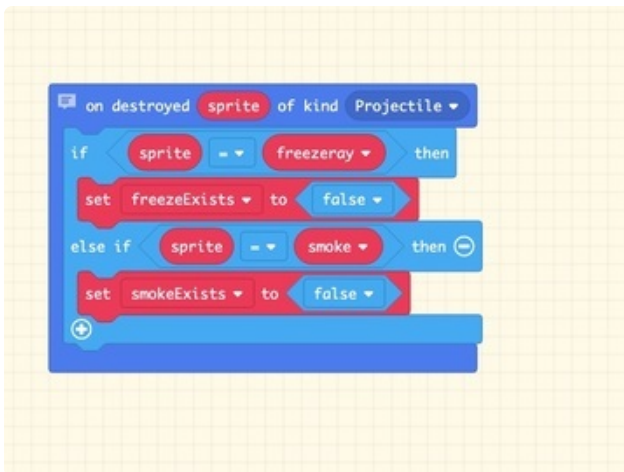 on destroyed sprite of kind Projectile
if sprite = freezeray then
set freezeExists to false
else if sprite = smoke then
set smokeExists to false